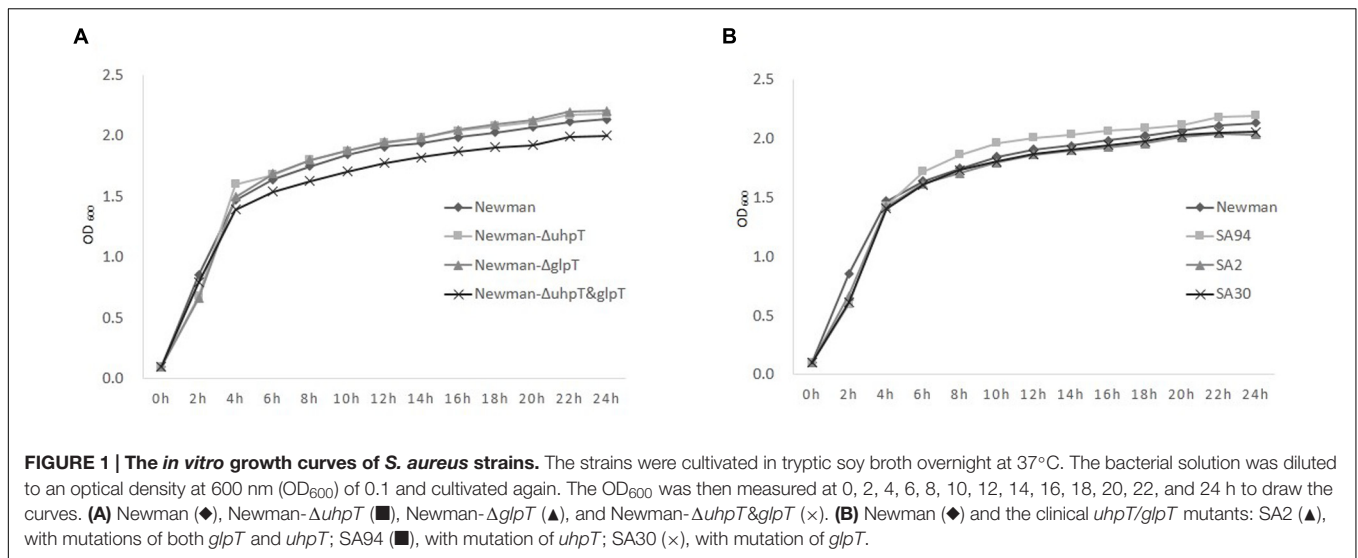 A
OD 600
2.5
2.0
1.5
1.0
0.5
0.0
0h 2h 4h 6h 8h 10h 12h 14h 16h 18h 20h 22h 24h
Newman
Newman-ΔuhpT
Newman-ΔglpT
Newman-ΔuhpT&glpT
B
OD 600
2.5
2.0
1.5
1.0
0.5
0.0
0h 2h 4h 6h 8h 10h 12h 14h 16h 18h 20h 22h 24h
Newman
SA94
SA2
SA30
FIGURE 1 | The in vitro growth curves of S. aureus strains. The strains were cultivated in tryptic soy broth overnight at 37°C. The bacterial solution was diluted
to an optical density at 600 nm (OD₆₀₀) of 0.1 and cultivated again. The OD₆₀₀ was then measured at 0, 2, 4, 6, 8, 10, 12, 14, 16, 18, 20, 22, and 24 h to draw the
curves. (A) Newman (◆), Newman-ΔuhpT (■), Newman-ΔglpT (▲), and Newman-ΔuhpT&glpT (×). (B) Newman (◆) and the clinical uhpT/glpT mutants: SA2 (▲),
with mutations of both glpT and uhpT; SA94 (■), with mutation of uhpT; SA30 (×), with mutation of glpT.